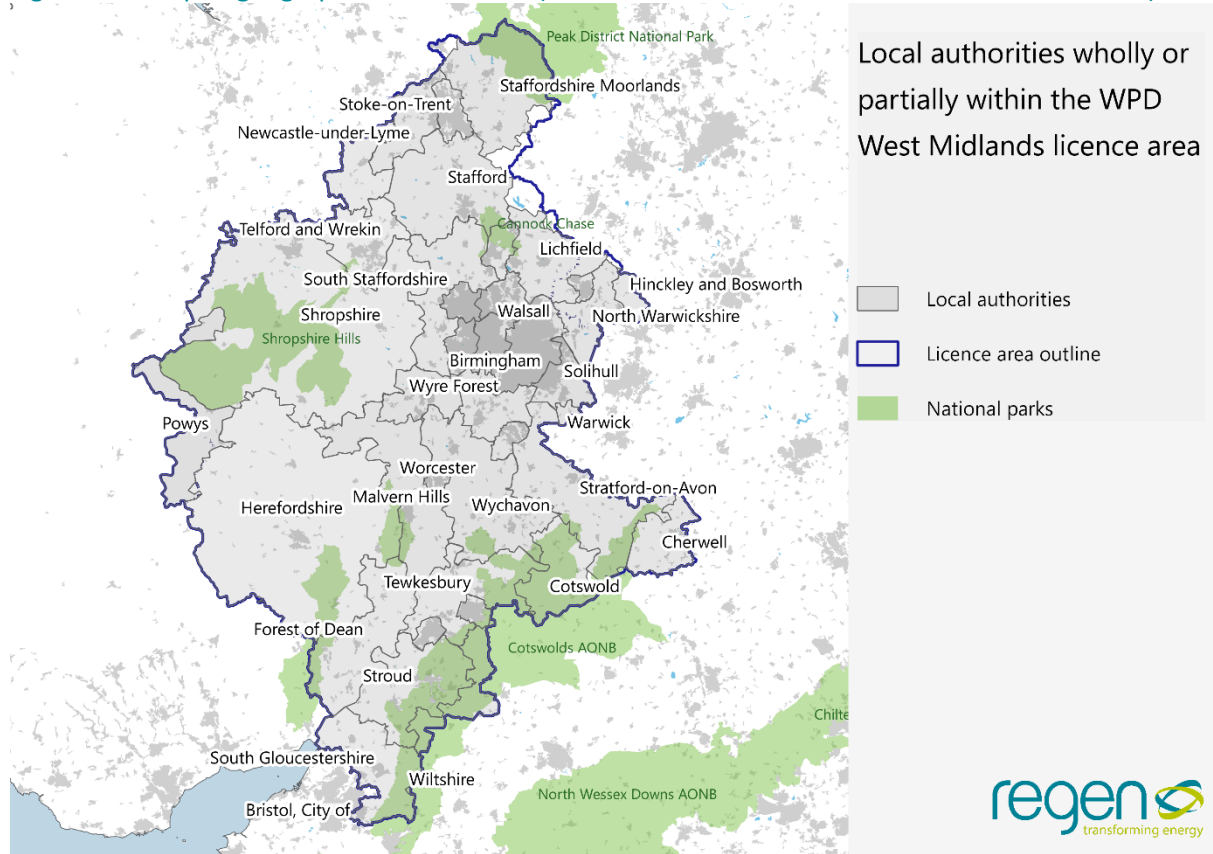 Peak District National Park
Staffordshire Moorlands
Stoke-on-Trent
Newcastle-under-Lyme
Stafford
Cannock Chase
Telford and Wrekin
Lichfield
South Staffordshire
Hinckley and Bosworth
Shropshire
Walsall
North Warwickshire
Shropshire Hills
Birmingham
Solihull
Wyre Forest
Powys
Warwick
Worcester
Stratford-on-Avon
Malvern Hills
Herefordshire
Wychavon
Cherwell
Tewkesbury
Cotswold
Forest of Dean
Cotswolds AONB
Stroud
Chilte
South Gloucestershire
Wiltshire
North Wessex Downs AONB
Bristol, City of
Local authorities wholly or
partially within the WPD
West Midlands licence area
Local authorities
Licence area outline
National parks
regen
transforming energy